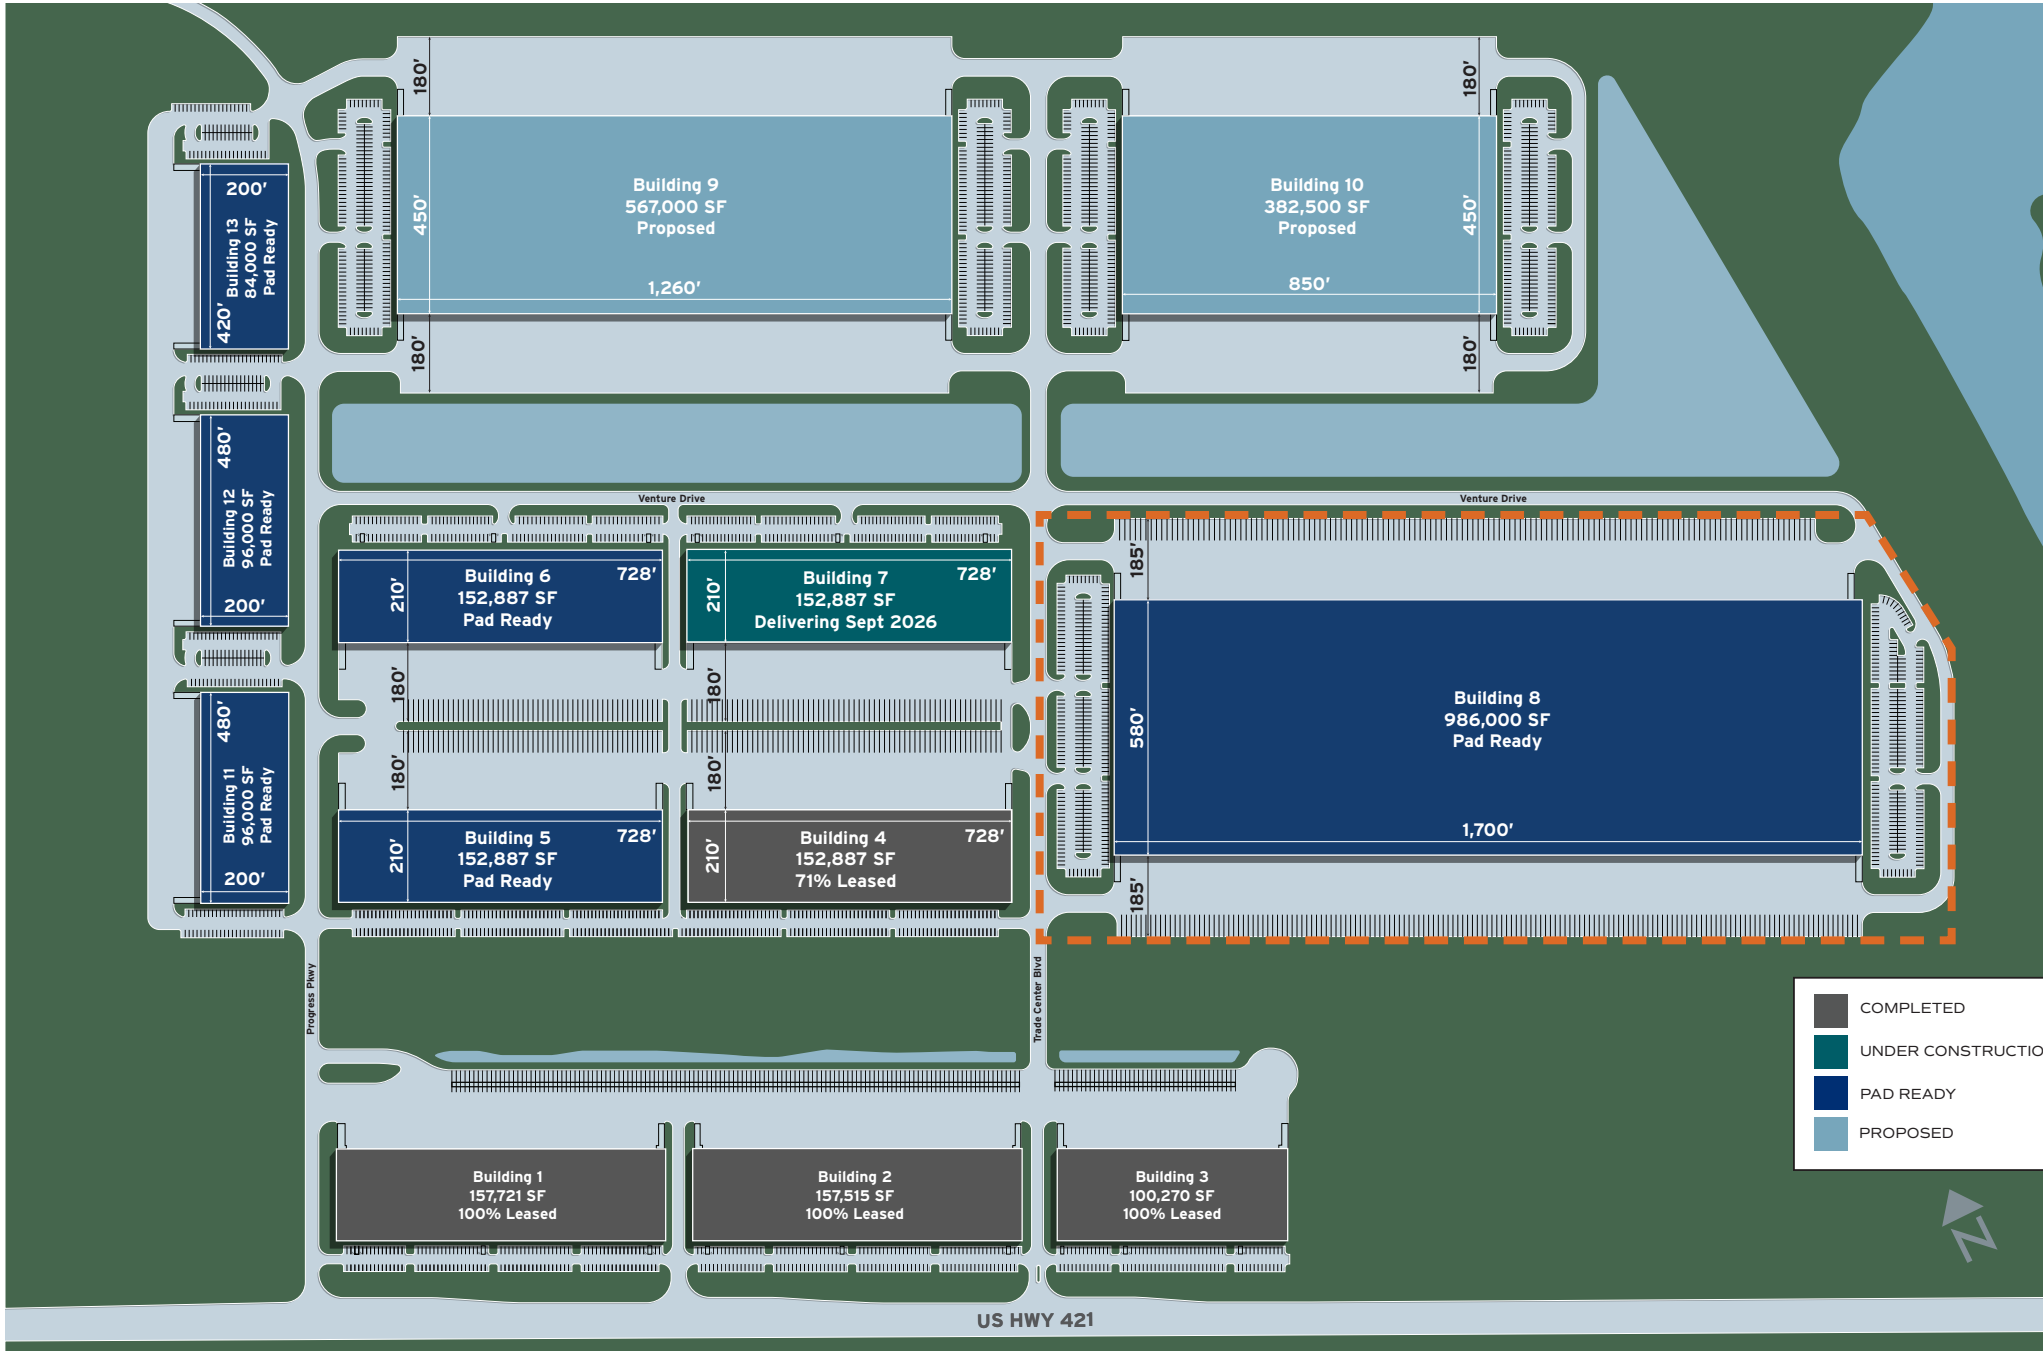 180'
180'
Building 9
567,000 SF
Proposed
450'
1,260'
180'
Building 10
382,500 SF
Proposed
450'
850'
180'
200'
Building 13
84,000 SF
Pad Ready
420'
480'
Building 12
96,000 SF
Pad Ready
200'
480'
Building 11
96,000 SF
Pad Ready
200'
Venture Drive
Venture Drive
Building 6
152,887 SF
Pad Ready
728'
210'
180'
Building 7
152,887 SF
Delivering Sept 2026
728'
210'
180'
185'
Building 8
986,000 SF
Pad Ready
580'
1,700'
185'
180'
Building 5
152,887 SF
Pad Ready
728'
210'
180'
Building 4
152,887 SF
71% Leased
728'
210'
Progress Pkwy
Trade Center Blvd
COMPLETED
UNDER CONSTRUCTIO
PAD READY
PROPOSED
Building 1
157,721 SF
100% Leased
Building 2
157,515 SF
100% Leased
Building 3
100,270 SF
100% Leased
N
US HWY 421